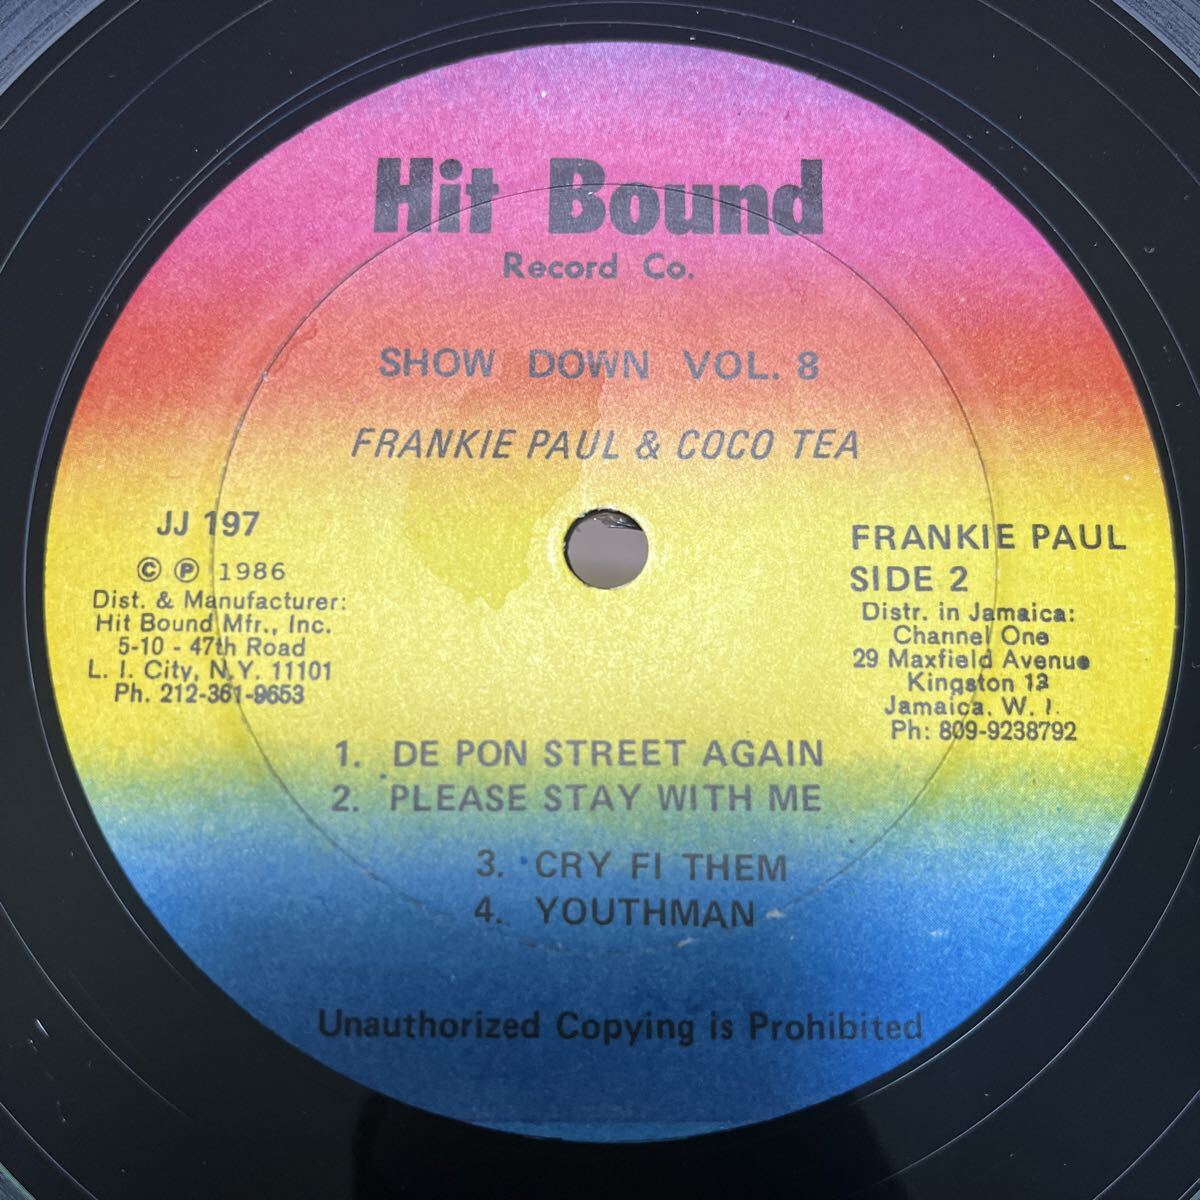 Hit Bound
Record Co.
SHOW DOWN VOL. 8
FRANKIE PAUL & COCO TEA
JJ 197
© ℗ 1986
Dist. & Manufacturer:
Hit Bound Mfr., Inc.
5-10 - 47th Road
L. I. City, N.Y. 11101
Ph. 212-361-9653
FRANKIE PAUL
SIDE 2
Distr. in Jamaica:
Channel One
29 Maxfield Avenue
Kingston 13
Jamaica, W. I.
Ph: 809-9238792
1. DE PON STREET AGAIN
2. PLEASE STAY WITH ME
3. CRY FI THEM
4. YOUTHMAN
Unauthorized Copying is Prohibited